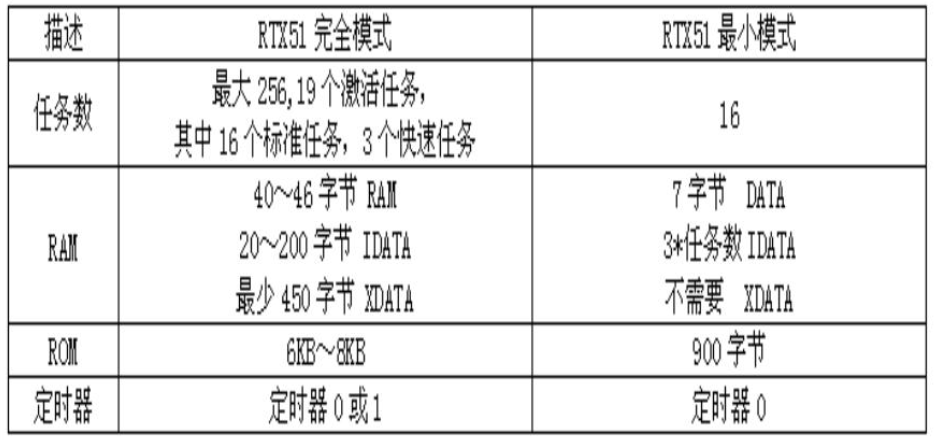 描述 RTX51 完全模式 RTX51 最小模式
任务数 最大 256,19 个激活任务,
其中 16 个标准任务, 3 个快速任务 16
RAM 40～46 字节 RAM 7 字节 DATA
20～200 字节 IDATA 3*任务数 IDATA
最少 450 字节 XDATA 不需要 XDATA
ROM 6KB～8KB 900 字节
定时器 定时器 0 或 1 定时器 0